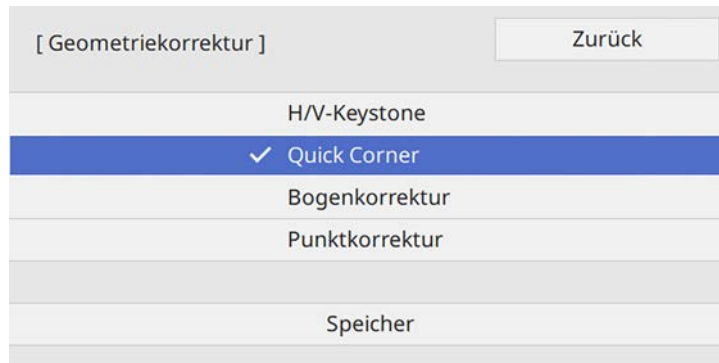 [ Geometriekorrektur ]
Zurück
H/V-Keystone
Quick Corner
Bogenkorrektur
Punktkorrektur
Speicher